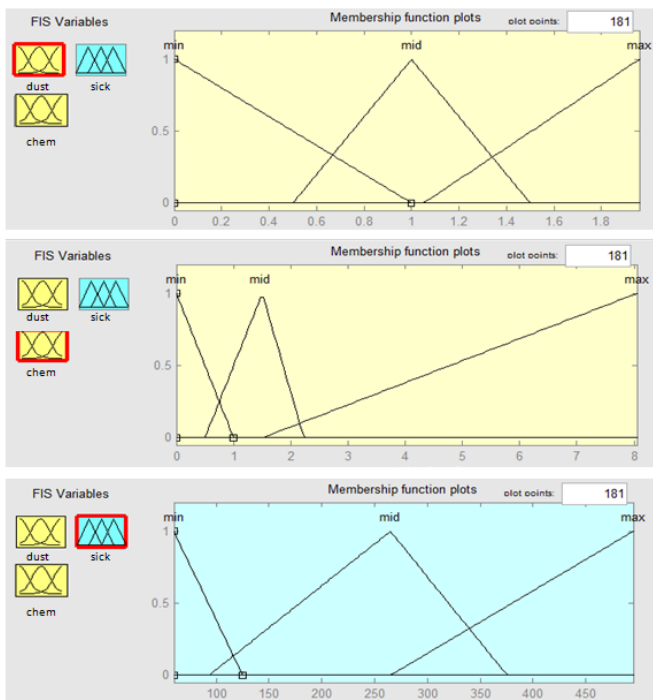 FIS Variables
Membership function plots
plot points:
181
min
mid
max
dust
sick
chem
1
0.5
0
0 0.2 0.4 0.6 0.8 1 1.2 1.4 1.6 1.8
FIS Variables
Membership function plots
plot points:
181
min
mid
max
dust
sick
chem
1
0.5
0
0 1 2 3 4 5 6 7 8
FIS Variables
Membership function plots
plot points:
181
min
mid
max
dust
sick
chem
1
0.5
0
100 150 200 250 300 350 400 450